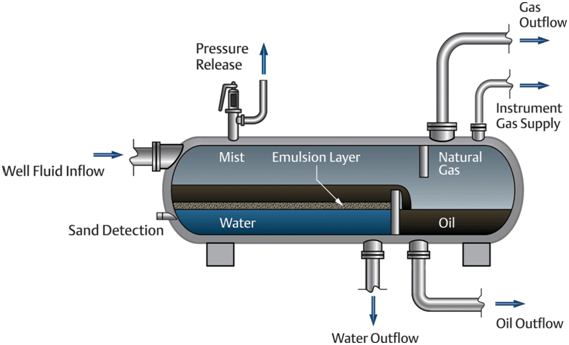 Gas
Outflow
Pressure
Release
Instrument
Gas Supply
Mist
Emulsion Layer
Natural
Gas
Well Fluid Inflow
Water
Oil
Sand Detection
Oil Outflow
Water Outflow